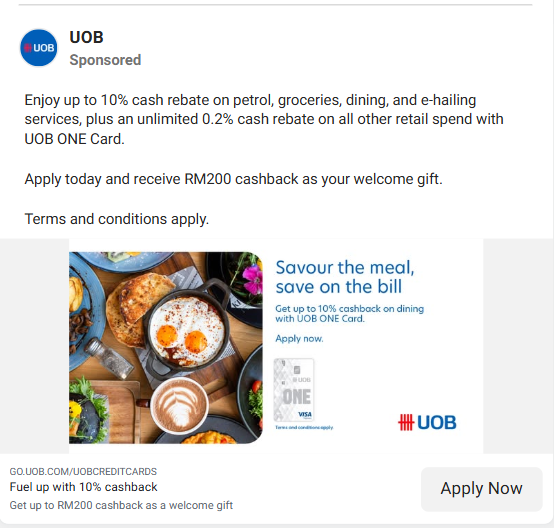 UOB
UOB
Sponsored
Enjoy up to 10% cash rebate on petrol, groceries, dining, and e-hailing
services, plus an unlimited 0.2% cash rebate on all other retail spend with
UOB ONE Card.
Apply today and receive RM200 cashback as your welcome gift.
Terms and conditions apply.
Savour the meal,
save on the bill
Get up to 10% cashback on dining
with UOB ONE Card.
Apply now.
UOB
ONE
VISA
Terms and conditions apply
UOB
GO.UOB.COM/UOBCREDITCARDS
Fuel up with 10% cashback
Get up to RM200 cashback as a welcome gift
Apply Now